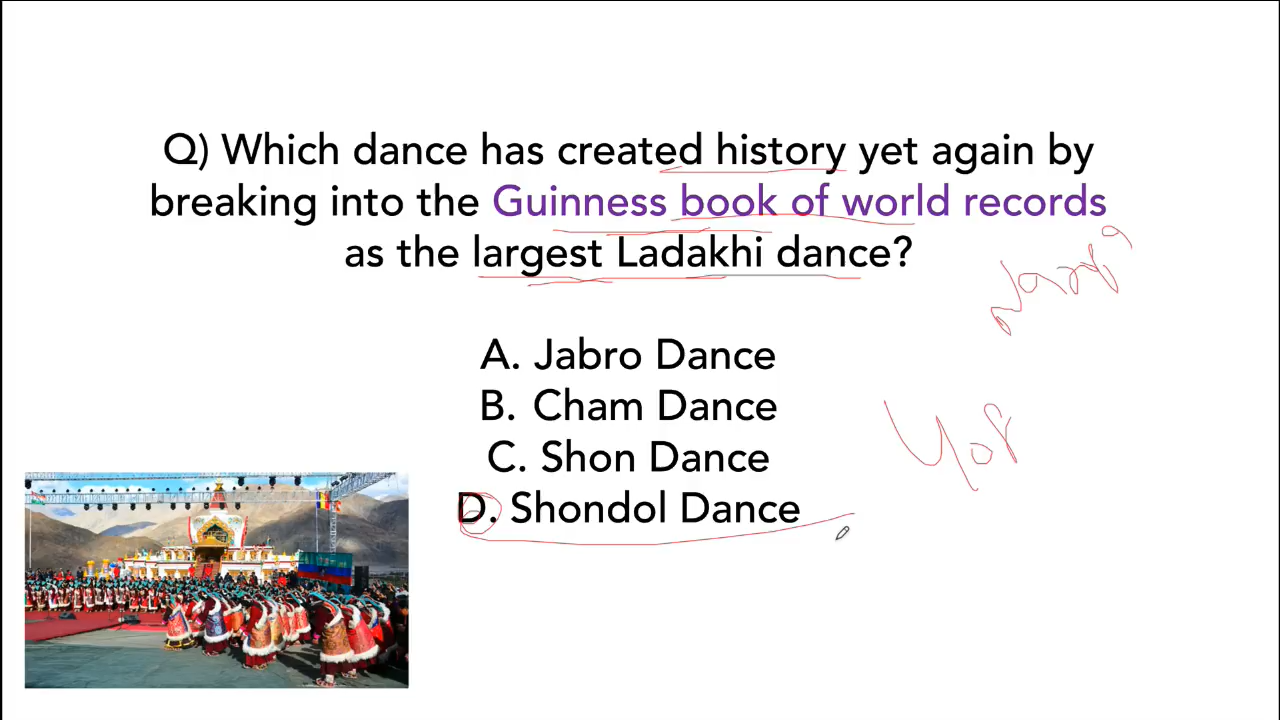 Q) Which dance has created history yet again by
breaking into the Guinness book of world records
as the largest Ladakhi dance?
A. Jabro Dance
B. Cham Dance
C. Shon Dance
D. Shondol Dance